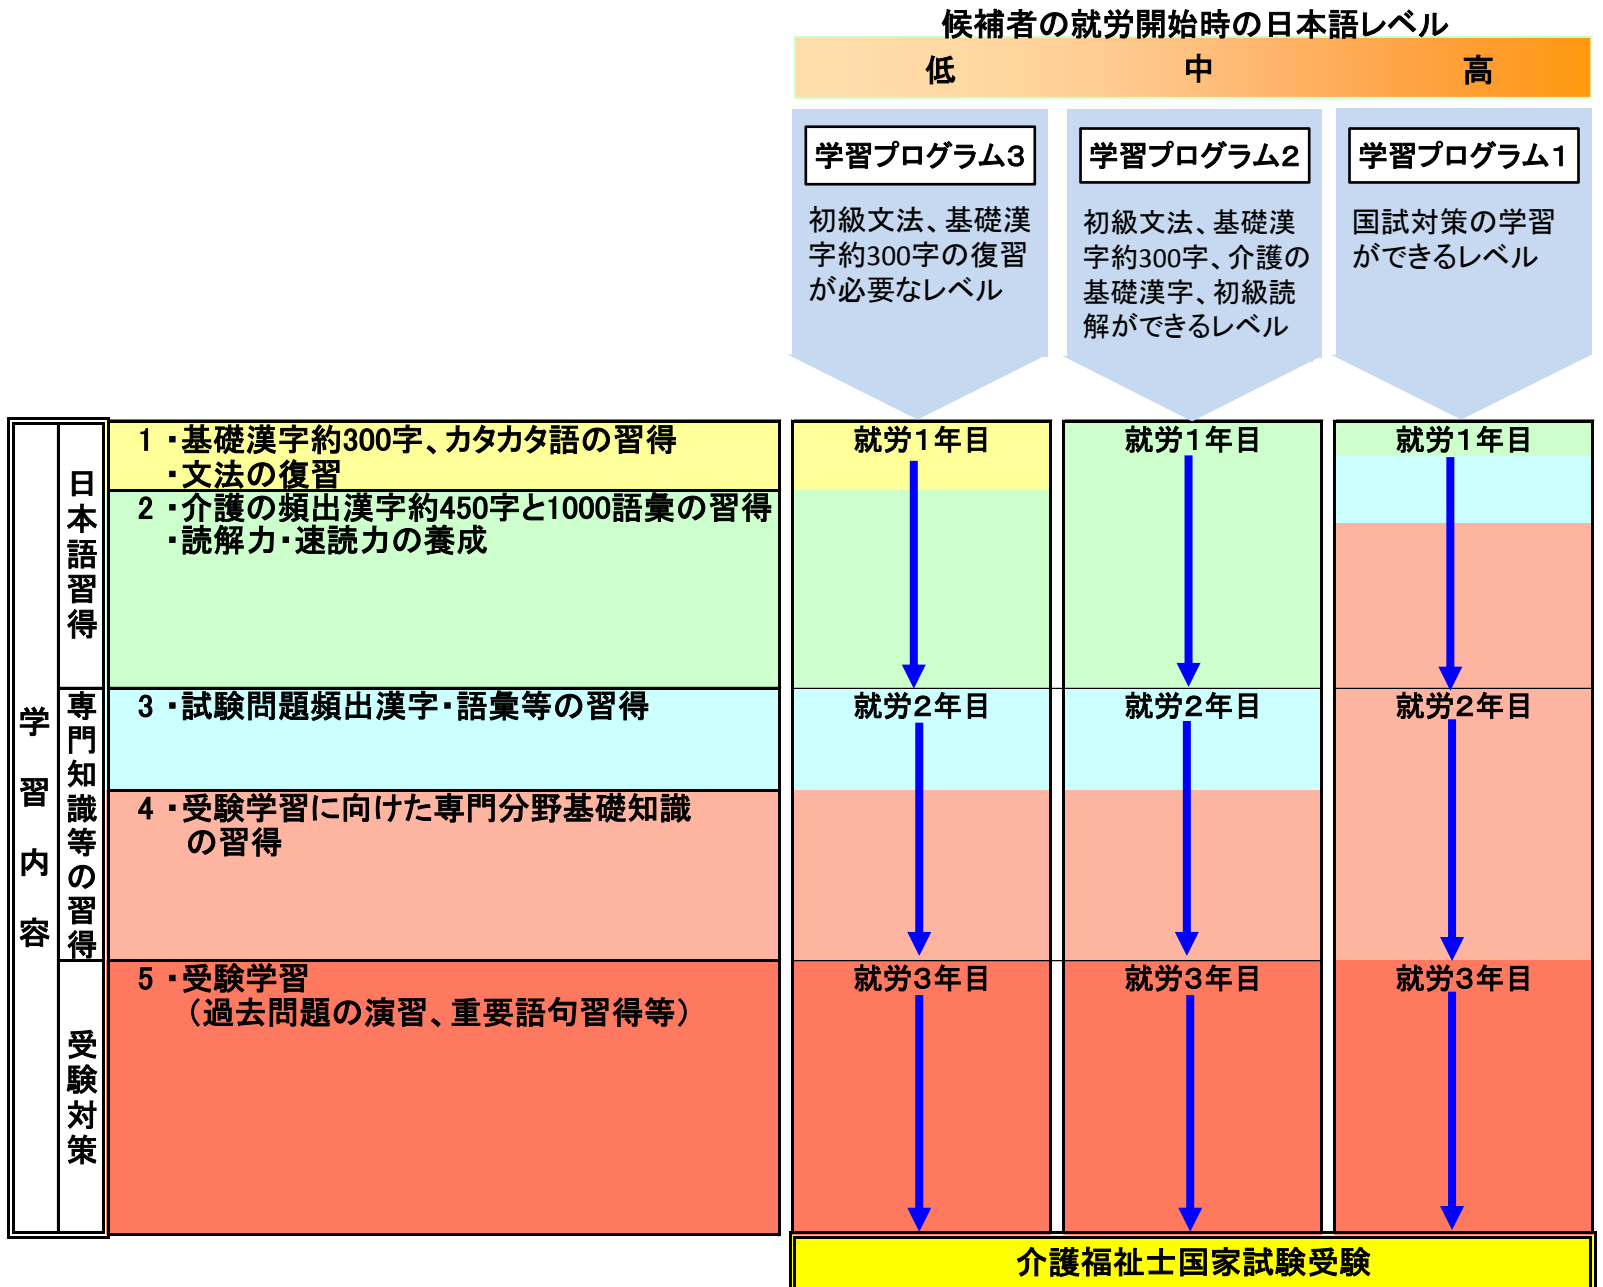 候補者の就労開始時の日本語レベル
低 中 高
学習プログラム3
初級文法、基礎漢
字約300字の復習
が必要なレベル
学習プログラム2
初級文法、基礎漢
字約300字、介護の
基礎漢字、初級読
解ができるレベル
学習プログラム1
国試対策の学習
ができるレベル
学習内容
日本語習得
1 ・基礎漢字約300字、カタカタ語の習得
・文法の復習
2 ・介護の頻出漢字約450字と1000語彙の習得
・読解力・速読力の養成
専門知識等の習得
3 ・試験問題頻出漢字・語彙等の習得
4 ・受験学習に向けた専門分野基礎知識
の習得
受験対策
5 ・受験学習
（過去問題の演習、重要語句習得等）
就労1年目 就労1年目 就労1年目
就労2年目 就労2年目 就労2年目
就労3年目 就労3年目 就労3年目
介護福祉士国家試験受験